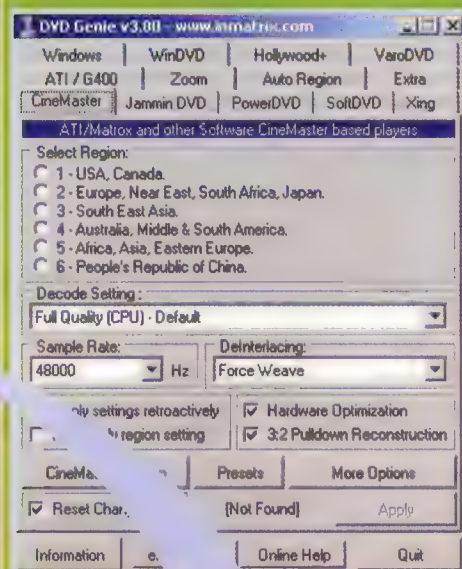 DVD Genie v3.80 - www.inmatrix.com
Windows WinDVD Hollywood+ VaroDVD
ATI / G400 Zoom Auto Region Extra
CineMaster Jammin DVD PowerDVD SoftDVD Xing
ATI/Matrox and other Software CineMaster based players
Select Region:
1 - USA, Canada.
2 - Europe, Near East, South Africa, Japan.
3 - South East Asia.
4 - Australia, Middle & South America.
5 - Africa, Asia, Eastern Europe.
6 - People's Republic of China.
Decode Setting :
Full Quality (CPU) - Default
Sample Rate: DeInterlacing:
48000 Hz Force Weave
settings retroactively Hardware Optimization
region setting 3:2 Pulldown Reconstruction
Presets More Options
Reset [Not Found] Apply
Information Online Help Quit